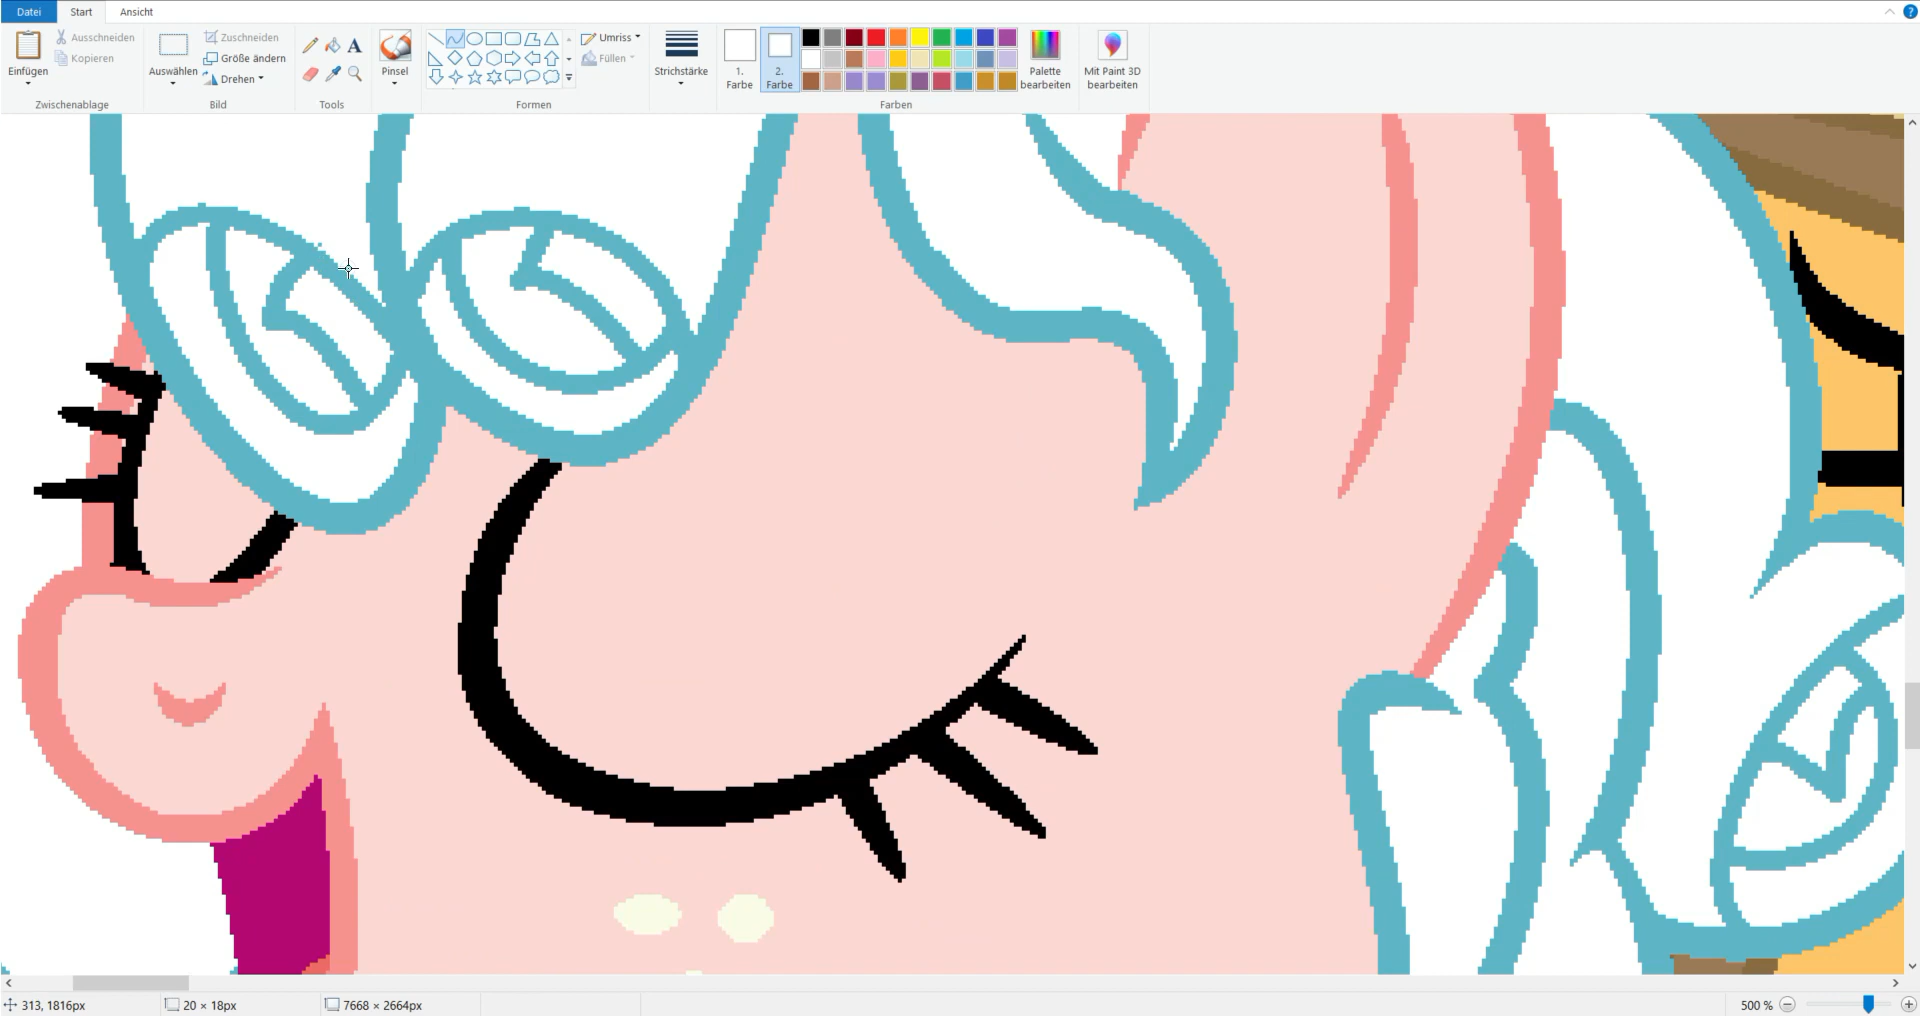 Datei Start Ansicht
Einfügen
Ausschneiden
Kopieren
Zwischenablage
Auswählen
Zuschneiden
Größe ändern
Drehen
Bild
A
Tools
Pinsel
Umriss
Füllen
Formen
Strichstärke
1.
Farbe
2.
Farbe
Palette
bearbeiten
Farben
Mit Paint 3D
bearbeiten
313, 1816px 20 × 18px 7668 × 2664px 500 %